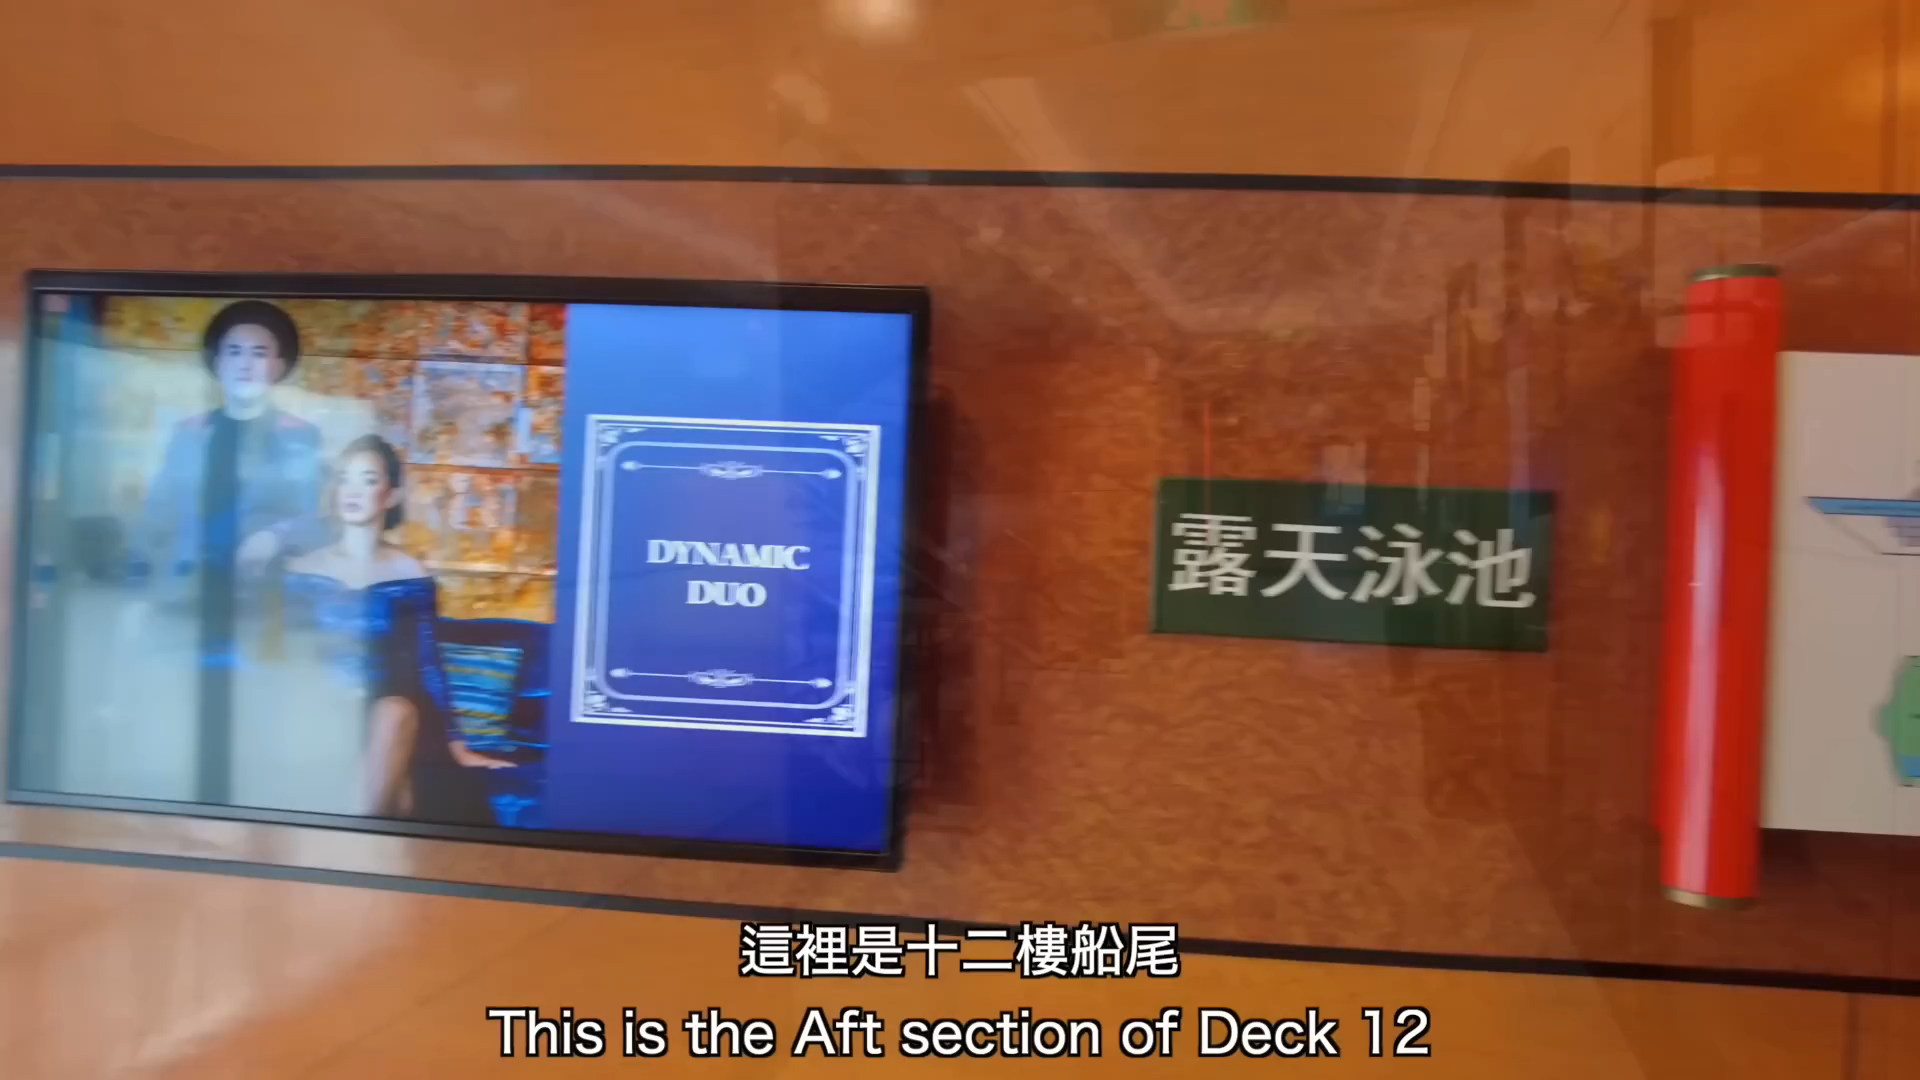 DYNAMIC
DUO
露天泳池
這裡是十二樓船尾
This is the Aft section of Deck 12